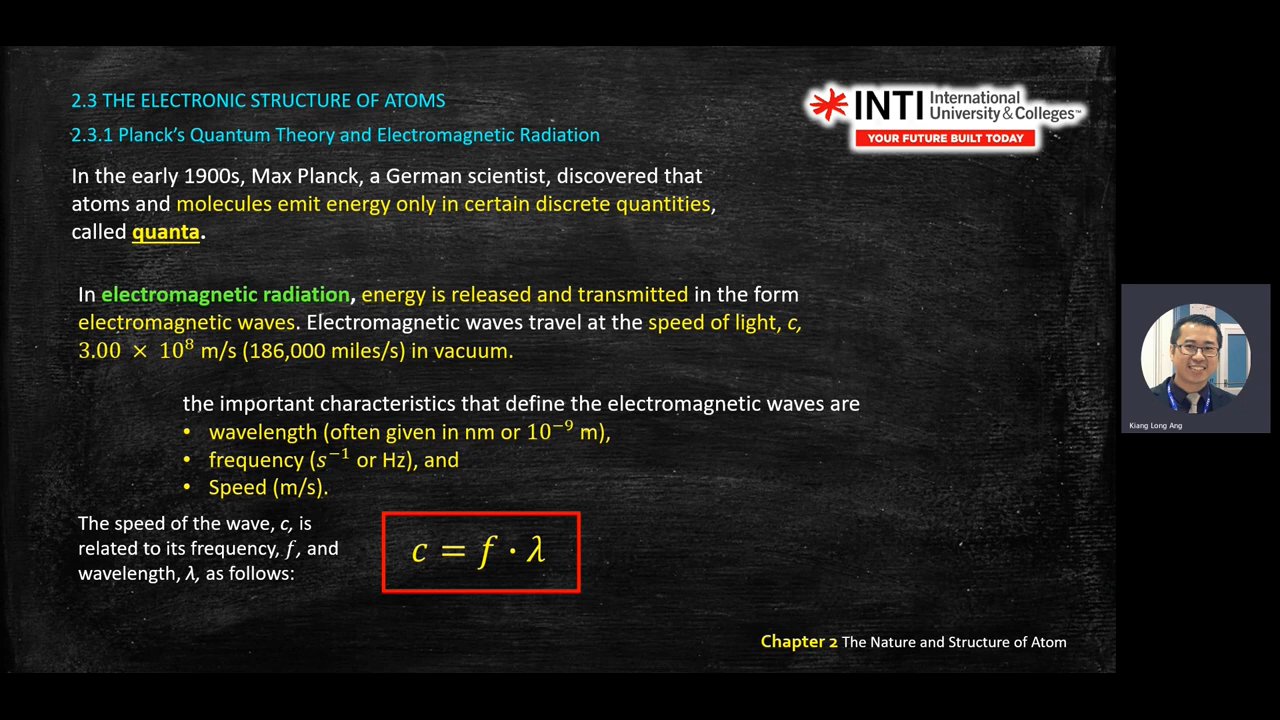 2.3 THE ELECTRONIC STRUCTURE OF ATOMS
2.3.1 Planck's Quantum Theory and Electromagnetic Radiation
INTI International
University & Colleges™
YOUR FUTURE BUILT TODAY
In the early 1900s, Max Planck, a German scientist, discovered that
atoms and molecules emit energy only in certain discrete quantities,
called quanta.
In electromagnetic radiation, energy is released and transmitted in the form
electromagnetic waves. Electromagnetic waves travel at the speed of light, c,
3.00 × 10⁸ m/s (186,000 miles/s) in vacuum.
the important characteristics that define the electromagnetic waves are
• wavelength (often given in nm or 10⁻⁹ m),
• frequency (s⁻¹ or Hz), and
• Speed (m/s).
The speed of the wave, c, is
related to its frequency, f, and
wavelength, λ, as follows:
c = f · λ
Chapter 2 The Nature and Structure of Atom
Kiang Long Ang